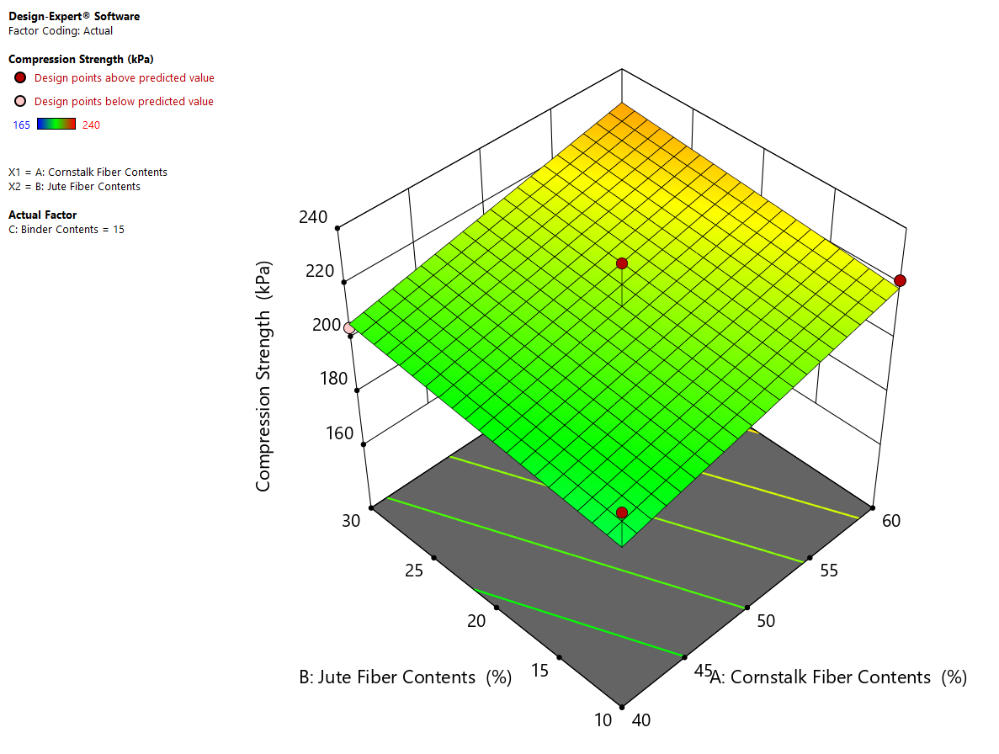 Design-Expert® Software
Factor Coding: Actual
Compression Strength (kPa)
Design points above predicted value
Design points below predicted value
165 240
X1 = A: Cornstalk Fiber Contents
X2 = B: Jute Fiber Contents
Actual Factor
C: Binder Contents = 15
240
220
200
180
160
Compression Strength (kPa)
30
25
20
15
10
B: Jute Fiber Contents (%)
40
45
50
55
60
A: Cornstalk Fiber Contents (%)